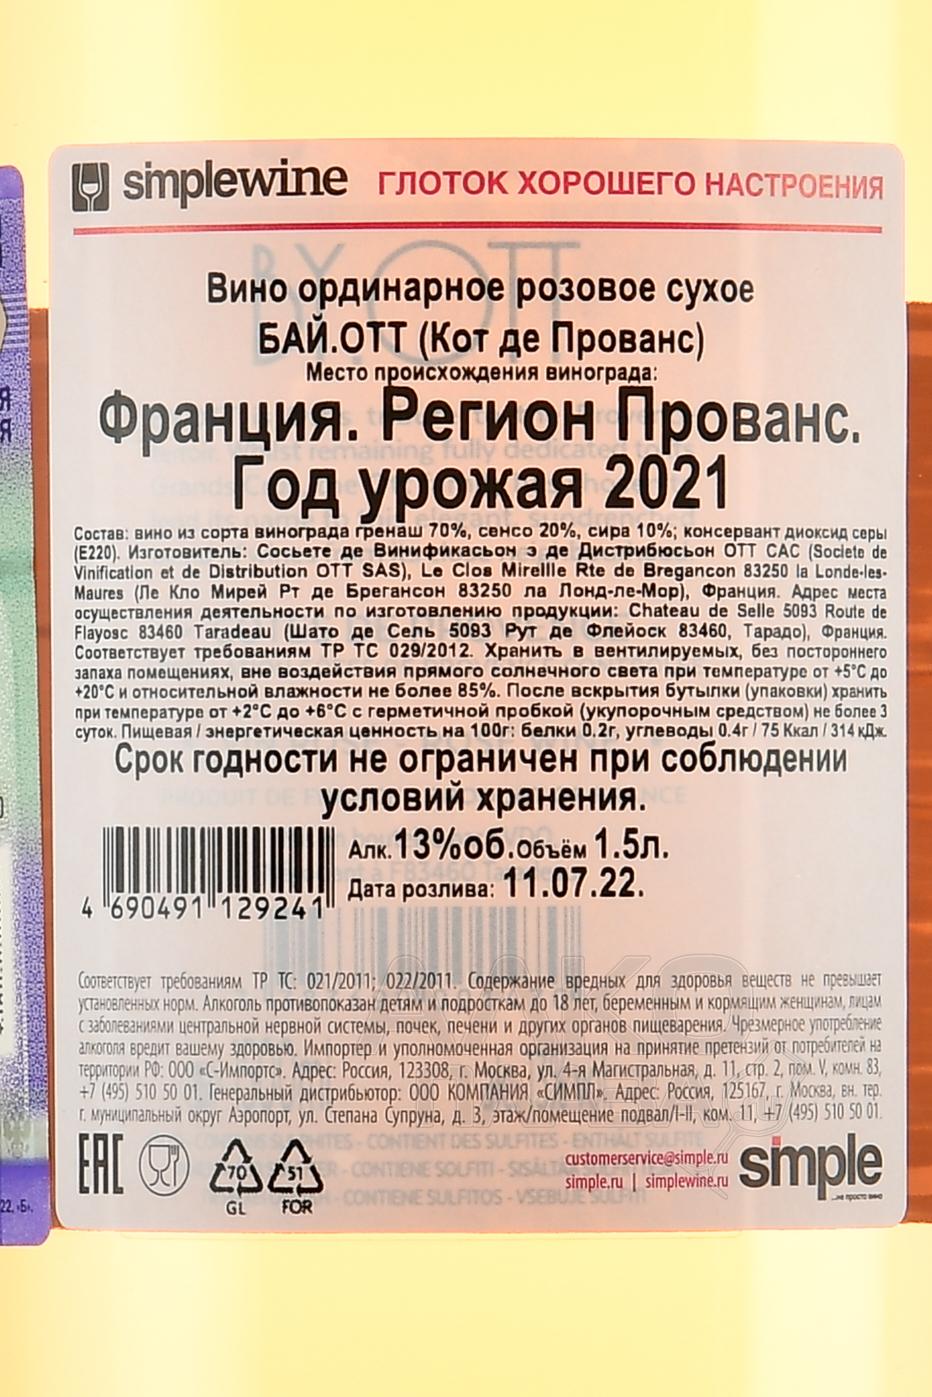 simplewine ГЛОТОК ХОРОШЕГО НАСТРОЕНИЯ
BY.OTT
Вино ординарное розовое сухое
БАЙ.ОТТ (Кот де Прованс)
Место происхождения винограда:
Франция. Регион Прованс.
Год урожая 2021
Состав: вино из сорта винограда гренаш 70%, сенсо 20%, сира 10%; консервант диоксид серы
(Е220). Изготовитель: Сосьете де Винификасьон э де Дистрибюсьон ОТТ САС (Societe de
Vinification et de Distribution OTT SAS), Le Clos Mireille Rte de Bregancon 83250 la Londe-les-
Maures (Ле Кло Мирей Рт де Брегансон 83250 ла Лонд-ле-Мор), Франция. Адрес места
осуществления деятельности по изготовлению продукции: Chateau de Selle 5093 Route de
Flayosc 83460 Taradeau (Шато де Сель 5093 Рут де Флейоск 83460, Тарадо), Франция.
Соответствует требованиям ТР ТС 029/2012. Хранить в вентилируемых, без постороннего
запаха помещениях, вне воздействия прямого солнечного света при температуре от +5°С до
+20°С и относительной влажности не более 85%. После вскрытия бутылки (упаковки) хранить
при температуре от +2°С до +6°С с герметичной пробкой (укупорочным средством) не более 3
суток. Пищевая / энергетическая ценность на 100г: белки 0.2г, углеводы 0.4г / 75 Ккал / 314 кДж.
Срок годности не ограничен при соблюдении
условий хранения.
Алк.13%об.Объём 1.5л.
Дата розлива: 11.07.22.
4 690491 129241
Соответствует требованиям ТР ТС: 021/2011; 022/2011. Содержание вредных для здоровья веществ не превышает
установленных норм. Алкоголь противопоказан детям и подросткам до 18 лет, беременным и кормящим женщинам, лицам
с заболеваниями центральной нервной системы, почек, печени и других органов пищеварения. Чрезмерное употребление
алкоголя вредит вашему здоровью. Импортер и уполномоченная организация на принятие претензий от потребителей на
территории РФ: ООО «С-Импортс». Адрес: Россия, 123308, г. Москва, ул. 4-я Магистральная, д. 11, стр. 2, пом. V, комн. 83,
+7 (495) 510 50 01. Генеральный дистрибьютор: ООО КОМПАНИЯ «СИМПЛ». Адрес: Россия, 125167, г. Москва, вн. тер.
г. муниципальный округ Аэропорт, ул. Степана Супруна, д. 3, этаж/помещение подвал/I-II, ком. 11, +7 (495) 510 50 01.
EAC
70
GL
51
FOR
customerservice@simple.ru
simple.ru | simplewine.ru
simple
...не просто вино
22, «Б».